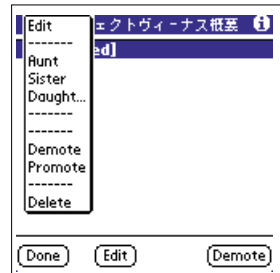 Edit
ェクトヴィーナス概要
ed]
-------
Aunt
Sister
Daught...
-------
-------
Demote
Promote
-------
Delete
Done
Edit
Demote